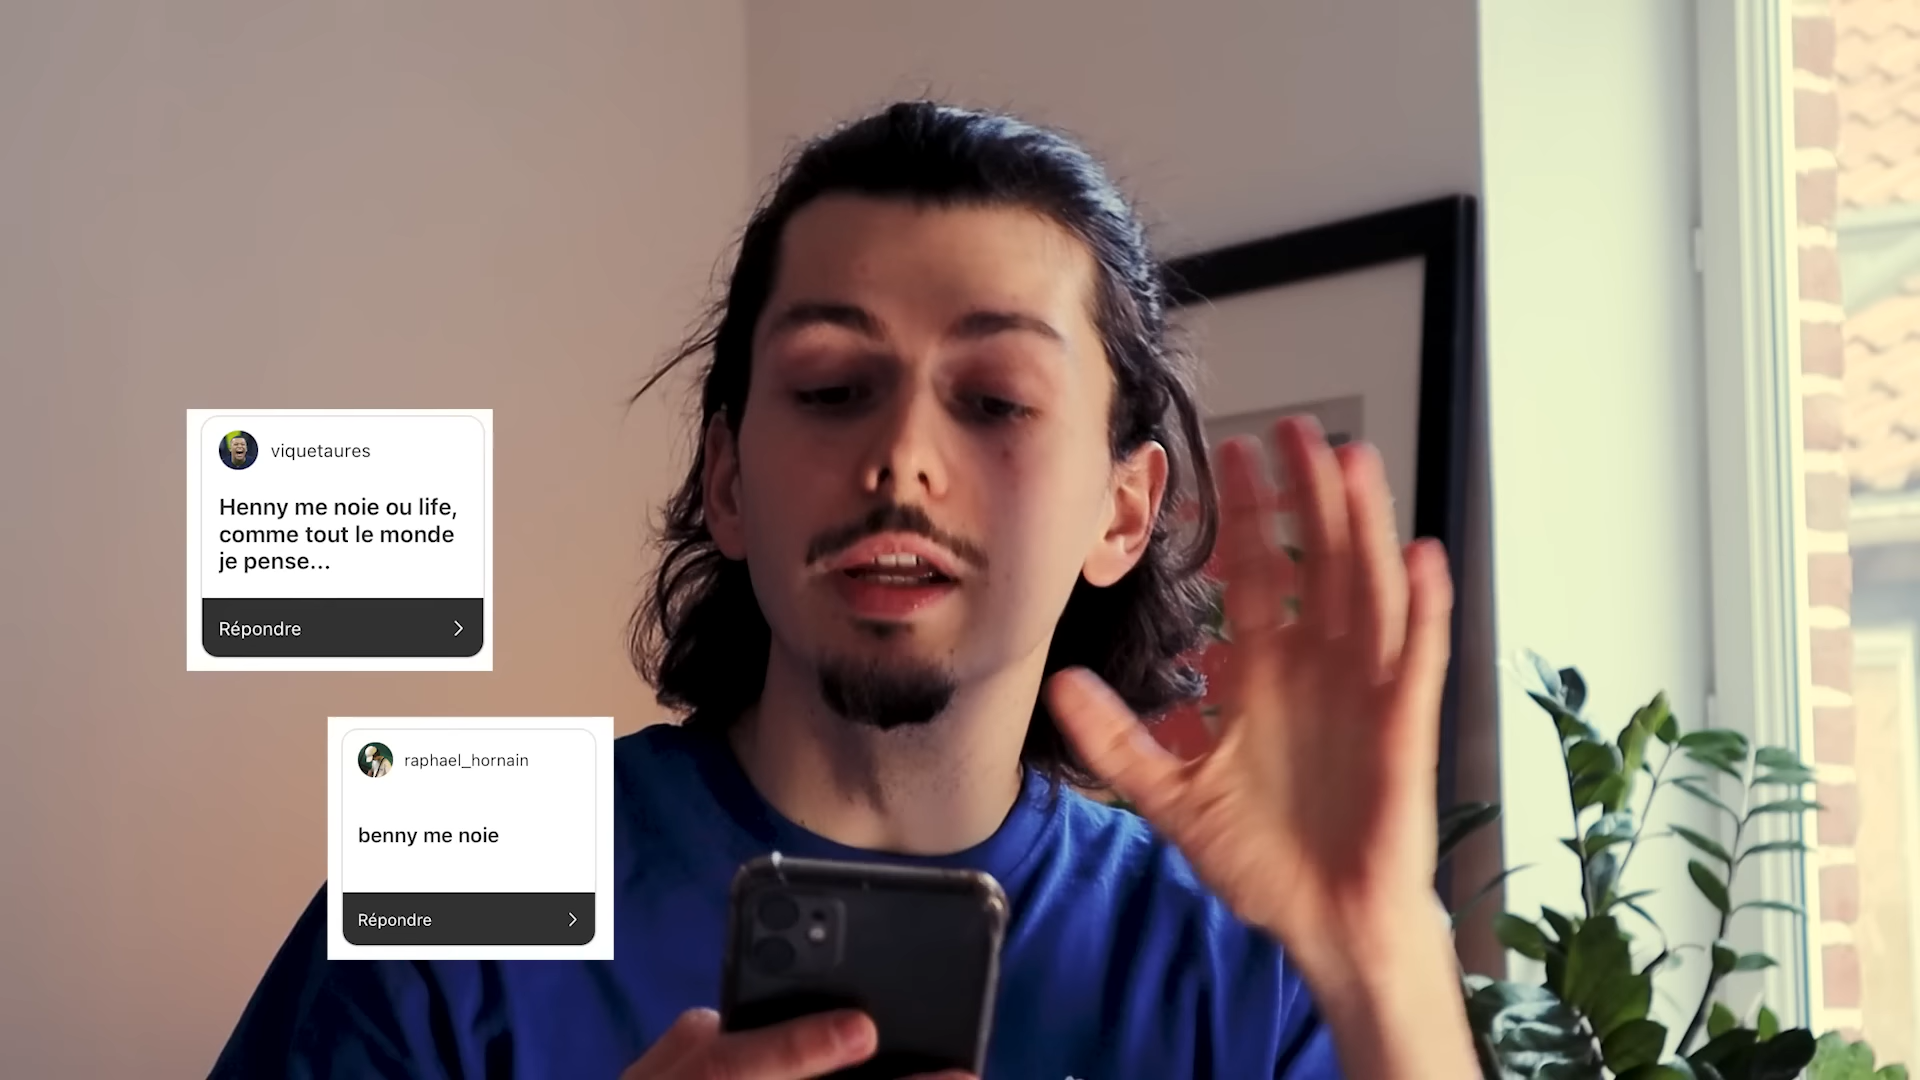 viquetaures
Henny me noie ou life,
comme tout le monde
je pense...
Répondre
raphael_hornain
benny me noie
Répondre